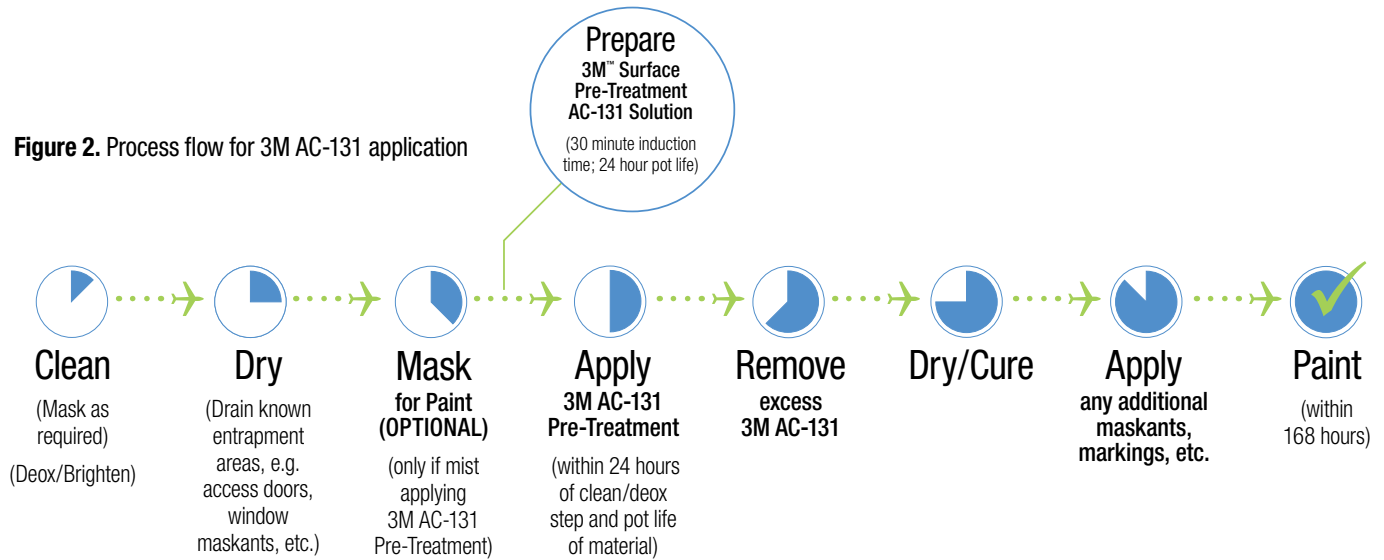 Prepare
3M™ Surface
Pre-Treatment
AC-131 Solution
(30 minute induction
time; 24 hour pot life)
Figure 2. Process flow for 3M AC-131 application
Clean
(Mask as
required)
(Deox/Brighten)
Dry
(Drain known
entrapment
areas, e.g.
access doors,
window
maskants, etc.)
Mask
for Paint
(OPTIONAL)
(only if mist
applying
3M AC-131
Pre-Treatment)
Apply
3M AC-131
Pre-Treatment
(within 24 hours
of clean/deox
step and pot life
of material)
Remove
excess
3M AC-131
Dry/Cure
Apply
any additional
maskants,
markings, etc.
Paint
(within
168 hours)